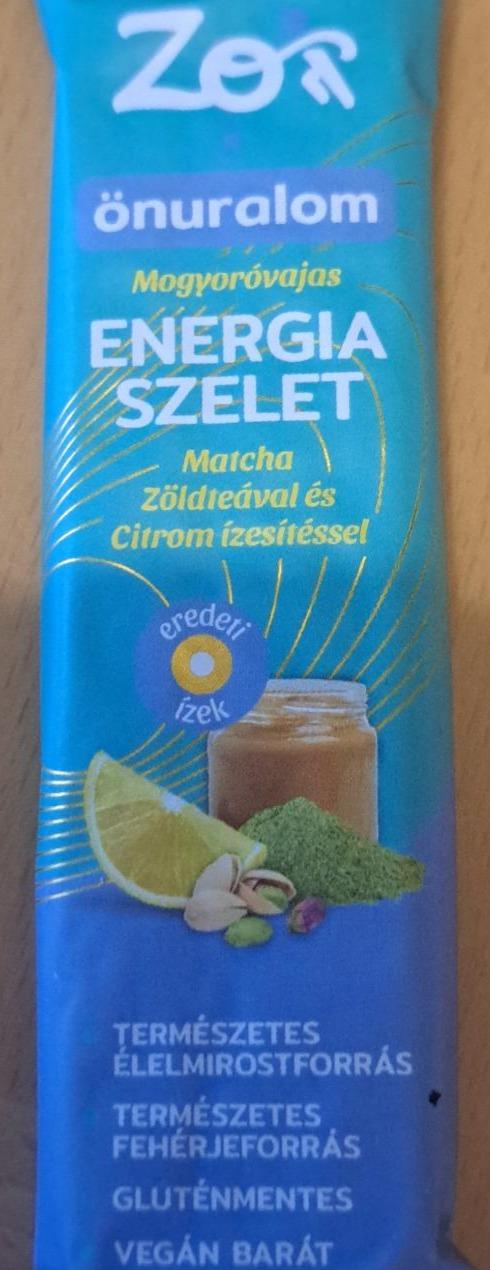 Zoé
önuralom
Mogyoróvajas
ENERGIA
SZELET
Matcha
Zöldteával és
Citrom ízesítéssel
eredeti
ízek
TERMÉSZETES
ÉLELMIROSTFORRÁS
TERMÉSZETES
FEHÉRJEFORRÁS
GLUTÉNMENTES
VEGÁN BARÁT